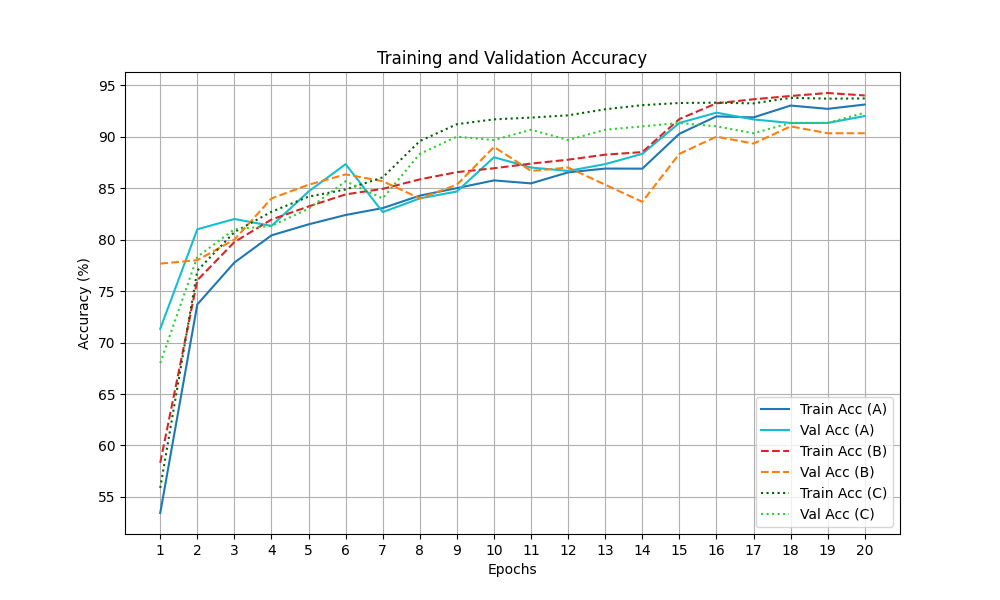 Training and Validation Accuracy
Accuracy (%)
95
90
85
80
75
70
65
60
55
Train Acc (A)
Val Acc (A)
Train Acc (B)
Val Acc (B)
Train Acc (C)
Val Acc (C)
1 2 3 4 5 6 7 8 9 10 11 12 13 14 15 16 17 18 19 20
Epochs